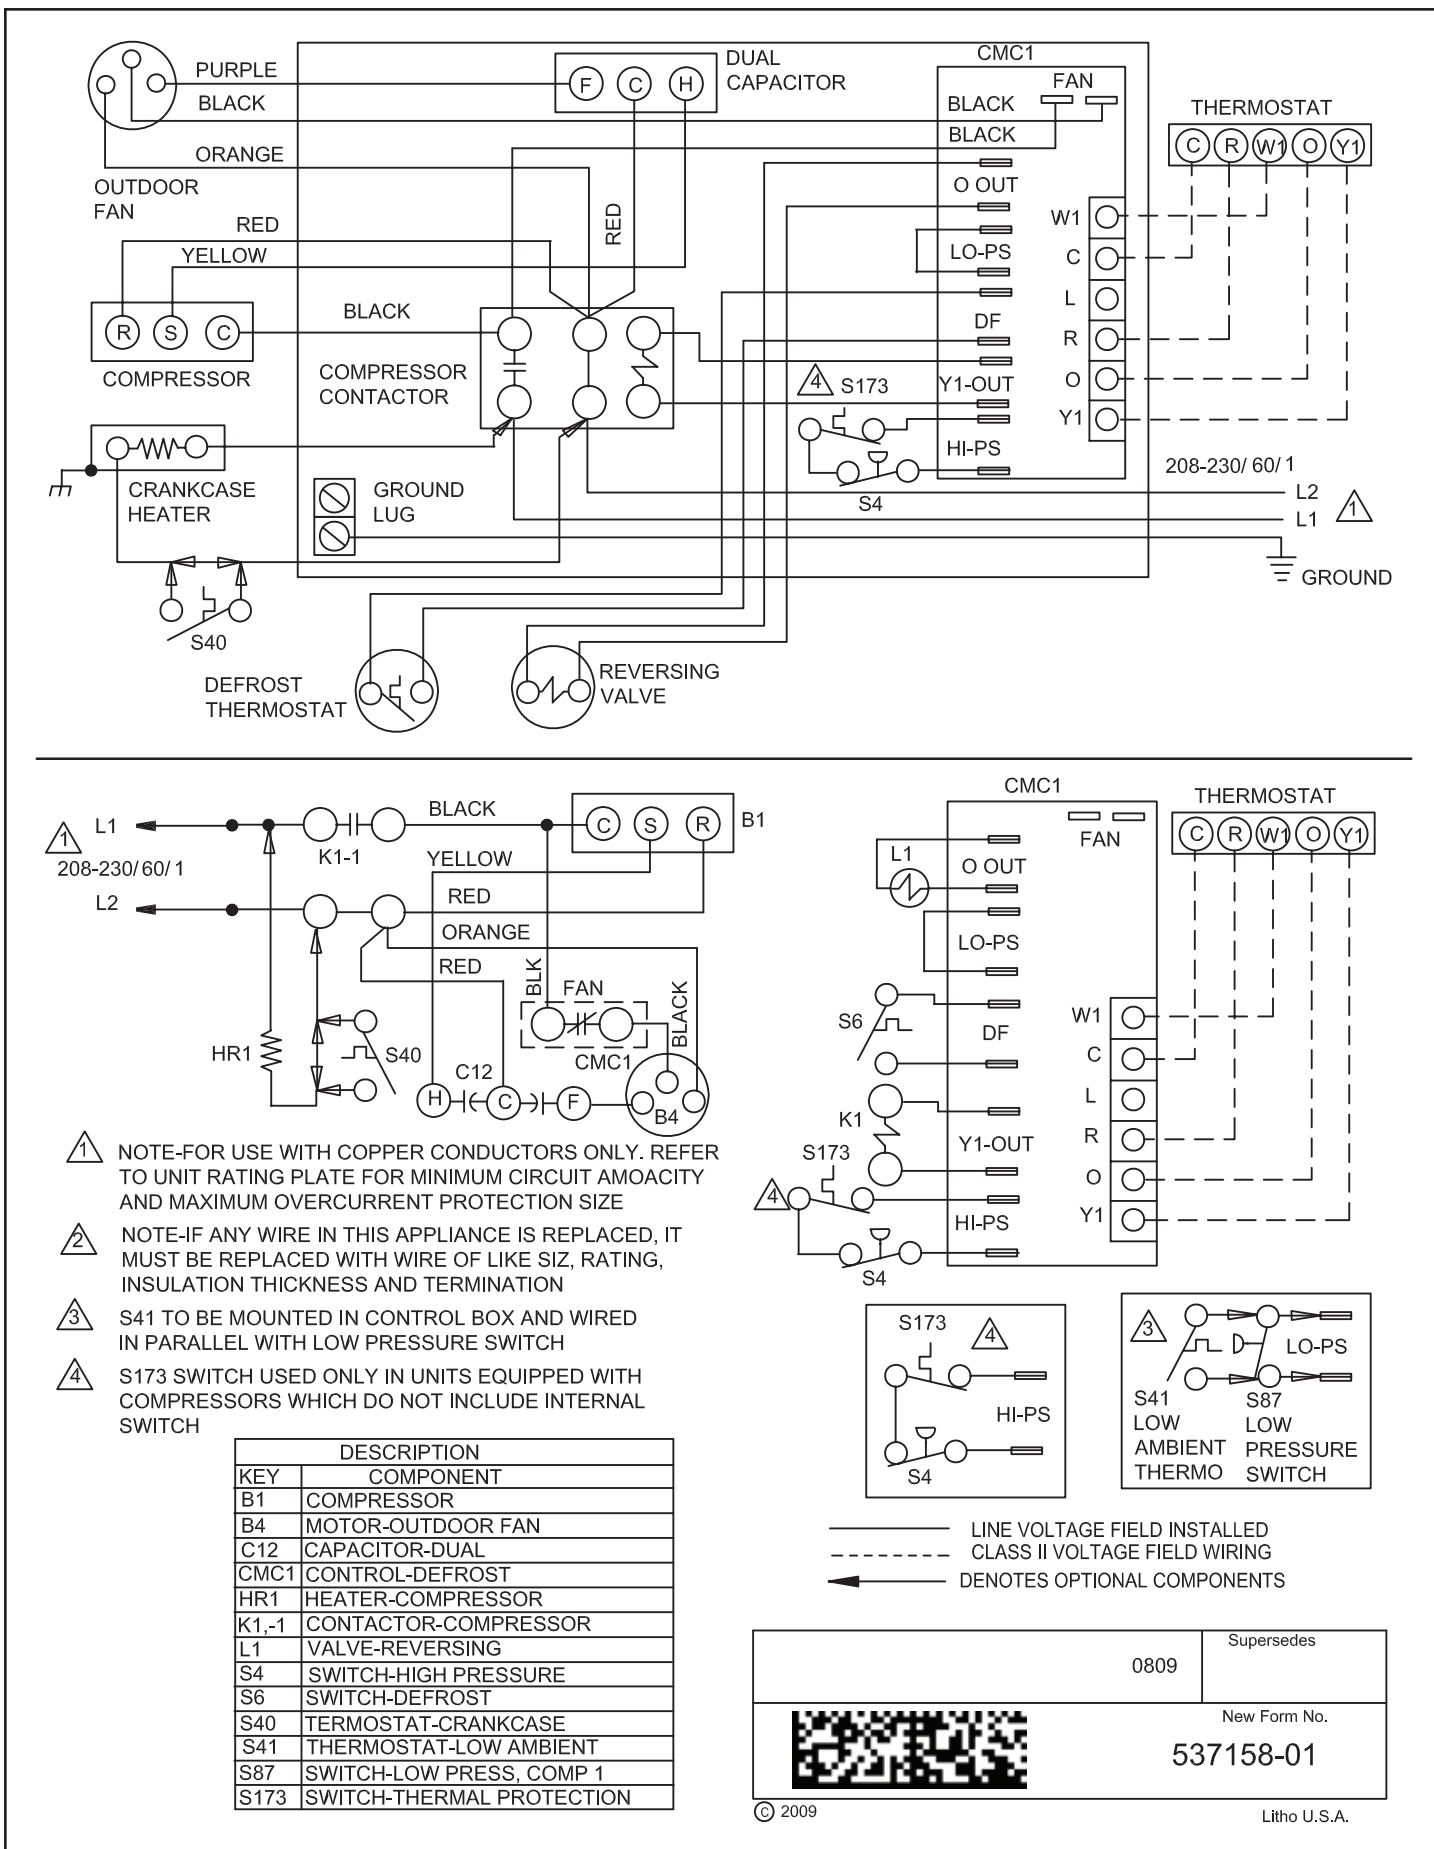 PURPLE
BLACK
ORANGE
OUTDOOR
FAN
F C H
DUAL
CAPACITOR
CMC1
FAN
BLACK
BLACK
THERMOSTAT
C R W1 O Y1
O OUT
LO-PS
DF
Y1-OUT
HI-PS
W1
C
L
R
O
Y1
RED
YELLOW
RED
BLACK
R S C
COMPRESSOR
COMPRESSOR
CONTACTOR
4 S173
S4
CRANKCASE
HEATER
GROUND
LUG
208-230/ 60/ 1
L2
L1
1
GROUND
S40
DEFROST
THERMOSTAT
REVERSING
VALVE
1
L1
208-230/ 60/ 1
L2
K1-1
BLACK
C S R
B1
YELLOW
RED
ORANGE
RED
BLK
FAN
CMC1
BLACK
HR1
S40
C12
H C F
B4
CMC1
FAN
L1
O OUT
LO-PS
S6
DF
K1
Y1-OUT
S173
4
HI-PS
S4
THERMOSTAT
C R W1 O Y1
W1
C
L
R
O
Y1
1 NOTE-FOR USE WITH COPPER CONDUCTORS ONLY. REFER
TO UNIT RATING PLATE FOR MINIMUM CIRCUIT AMOACITY
AND MAXIMUM OVERCURRENT PROTECTION SIZE
2 NOTE-IF ANY WIRE IN THIS APPLIANCE IS REPLACED, IT
MUST BE REPLACED WITH WIRE OF LIKE SIZ, RATING,
INSULATION THICKNESS AND TERMINATION
3 S41 TO BE MOUNTED IN CONTROL BOX AND WIRED
IN PARALLEL WITH LOW PRESSURE SWITCH
4 S173 SWITCH USED ONLY IN UNITS EQUIPPED WITH
COMPRESSORS WHICH DO NOT INCLUDE INTERNAL
SWITCH
S173
4
HI-PS
S4
3
LO-PS
S41
LOW
AMBIENT
THERMO
S87
LOW
PRESSURE
SWITCH
DESCRIPTION
KEY COMPONENT
B1 COMPRESSOR
B4 MOTOR-OUTDOOR FAN
C12 CAPACITOR-DUAL
CMC1 CONTROL-DEFROST
HR1 HEATER-COMPRESSOR
K1,-1 CONTACTOR-COMPRESSOR
L1 VALVE-REVERSING
S4 SWITCH-HIGH PRESSURE
S6 SWITCH-DEFROST
S40 TERMOSTAT-CRANKCASE
S41 THERMOSTAT-LOW AMBIENT
S87 SWITCH-LOW PRESS, COMP 1
S173 SWITCH-THERMAL PROTECTION
LINE VOLTAGE FIELD INSTALLED
CLASS II VOLTAGE FIELD WIRING
DENOTES OPTIONAL COMPONENTS
0809
Supersedes
New Form No.
537158-01
© 2009
Litho U.S.A.